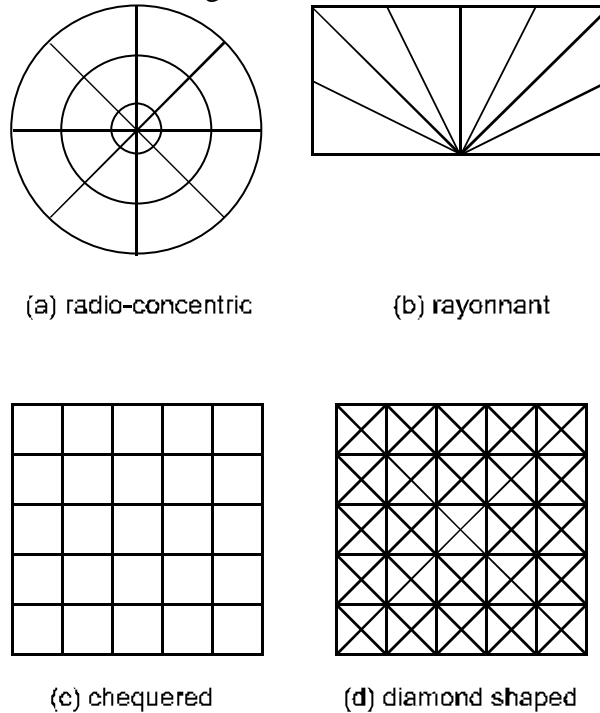 (a) radio-concentric
(b) rayonnant
(c) chequered
(d) diamond shaped